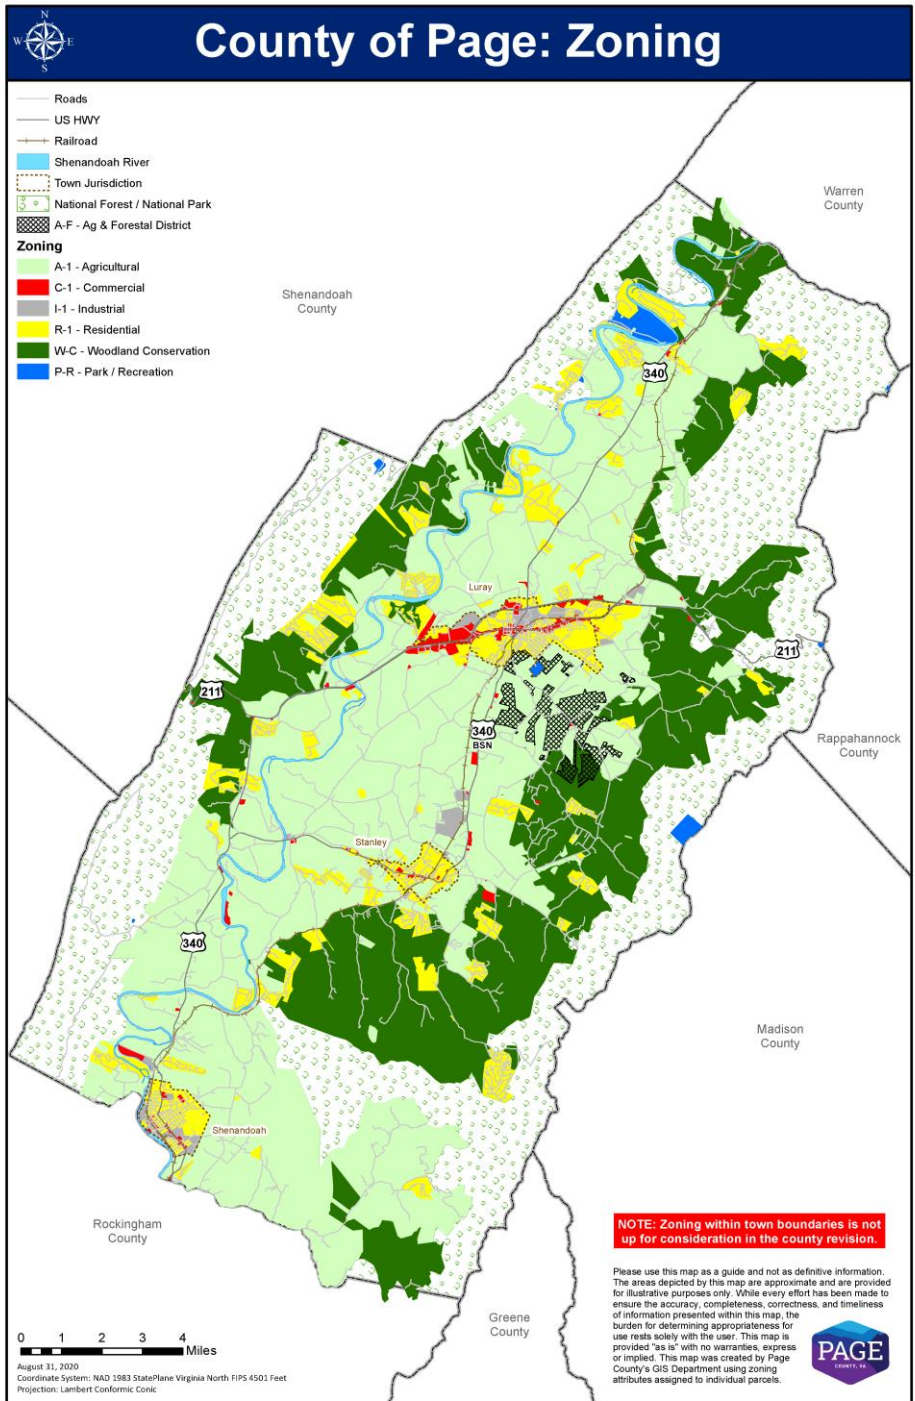 N
W E
S
County of Page: Zoning
Roads
US HWY
Railroad
Shenandoah River
Town Jurisdiction
National Forest / National Park
A-F - Ag & Forestal District
Zoning
A-1 - Agricultural
C-1 - Commercial
I-1 - Industrial
R-1 - Residential
W-C - Woodland Conservation
P-R - Park / Recreation
Warren
County
Shenandoah
County
340
Luray
211
211
340
BSN
Rappahannock
County
Stanley
340
Madison
County
Shenandoah
Rockingham
County
Greene
County
NOTE: Zoning within town boundaries is not
up for consideration in the county revision.
Please use this map as a guide and not as definitive information.
The areas depicted by this map are approximate and are provided
for illustrative purposes only. While every effort has been made to
ensure the accuracy, completeness, correctness, and timeliness
of information presented within this map, the
burden for determining appropriateness for
use rests solely with the user. This map is
provided "as is" with no warranties, express
or implied. This map was created by Page
County's GIS Department using zoning
attributes assigned to individual parcels.
PAGE
COUNTY, VA
0 1 2 3 4
Miles
August 31, 2020
Coordinate System: NAD 1983 StatePlane Virginia North FIPS 4501 Feet
Projection: Lambert Conformic Conic